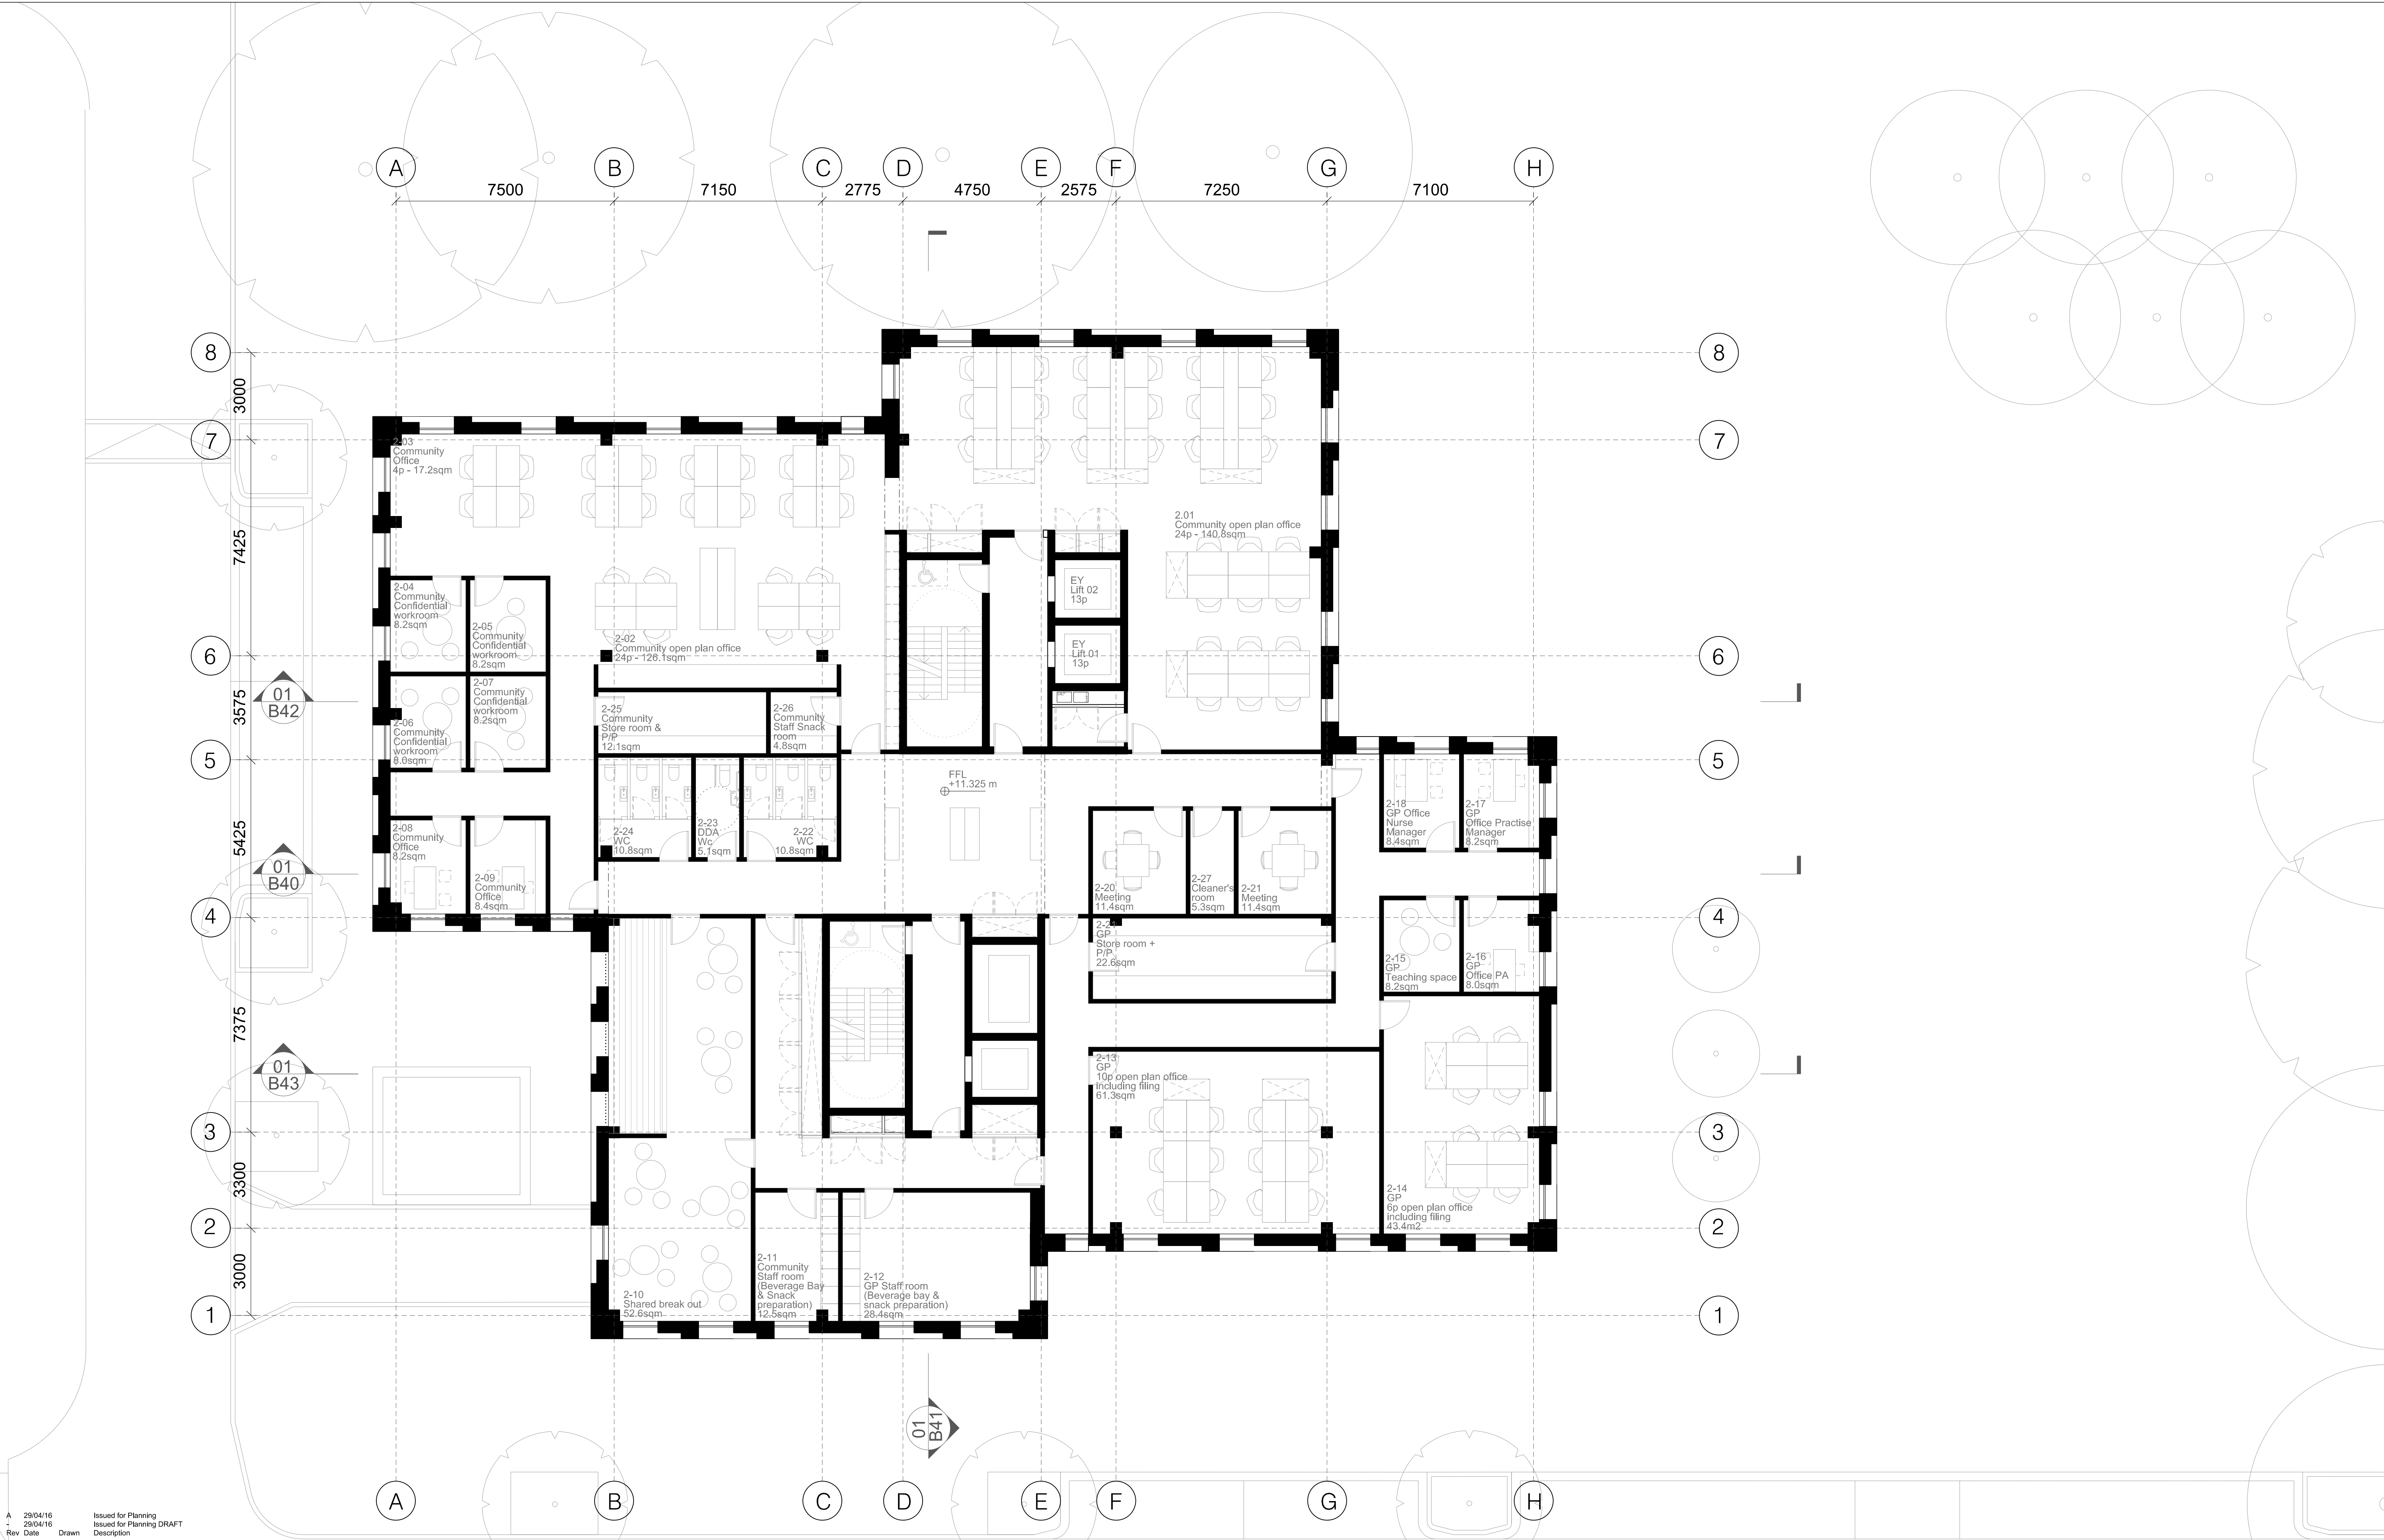 A B C D E F G H
7500 7150 2775 4750 2575 7250 7100
8 8
3000
7 7
2-03
Community
Office
4p - 17.2sqm
2.01
Community open plan office
24p - 140.8sqm
7425
2-04
Community
Confidential
workroom
8.2sqm
2-05
Community
Confidential
workroom
8.2sqm
EY
Lift 02
13p
2-02
Community open plan office
24p - 126.1sqm
EY
Lift 01
13p
6 6
01
B42
3575
2-06
Community
Confidential
workroom
8.0sqm
2-07
Community
Confidential
workroom
8.2sqm
2-25
Community
Store room &
P/P
12.1sqm
2-26
Community
Staff Snack
room
4.8sqm
5 5
FFL
+11.325 m
5425
2-08
Community
Office
8.2sqm
2-09
Community
Office
8.4sqm
2-24
WC
10.8sqm
2-23
DDA
Wc
5.1sqm
2-22
WC
10.8sqm
2-18
GP Office
Nurse
Manager
8.4sqm
2-17
GP
Office Practise
Manager
8.2sqm
01
B40
2-20
Meeting
11.4sqm
2-27
Cleaner's
room
5.3sqm
2-21
Meeting
11.4sqm
4 4
2-21
GP
Store room +
P/P
22.6sqm
2-15
GP
Teaching space
8.2sqm
2-16
GP
Office PA
8.0sqm
7375
01
B43
2-13
GP
10p open plan office
including filing
61.3sqm
3 3
3300
2-14
GP
6p open plan office
including filing
43.4m2
2 2
3000
2-10
Shared break out
52.6sqm
2-11
Community
Staff room
(Beverage Bay
& Snack
preparation)
12.5sqm
2-12
GP Staff room
(Beverage bay &
snack preparation)
28.4sqm
1 1
01
B41
A B C D E F G H
A 29/04/16 Issued for Planning
- 29/04/16 Issued for Planning DRAFT
Rev Date Drawn Description